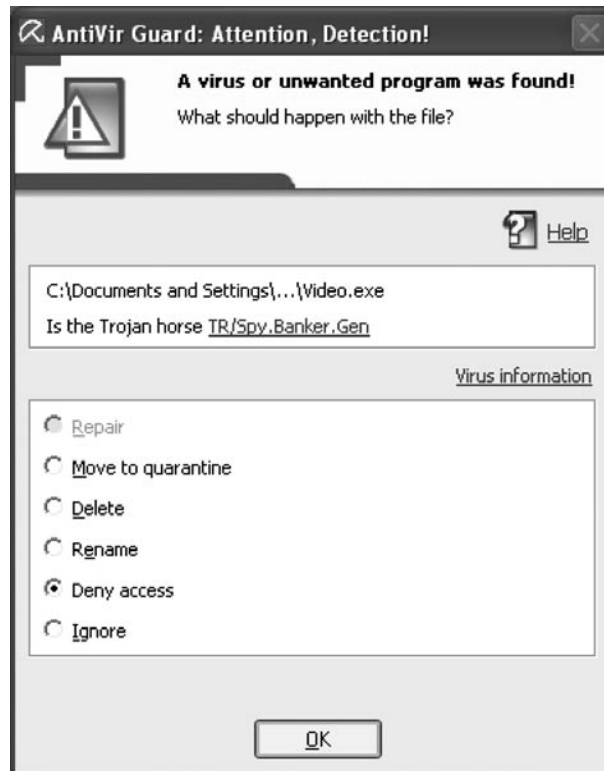 AntiVir Guard: Attention, Detection!
A virus or unwanted program was found!
What should happen with the file?
Help
C:\Documents and Settings\...\Video.exe
Is the Trojan horse TR/Spy.Banker.Gen
Virus information
Repair
Move to quarantine
Delete
Rename
Deny access
Ignore
OK